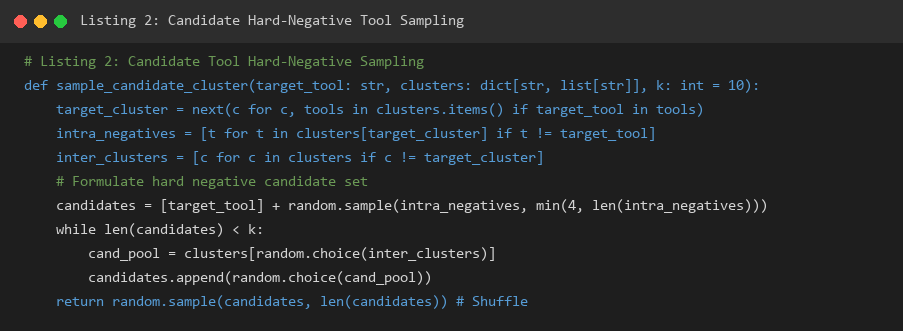 Listing 2: Candidate Hard-Negative Tool Sampling
# Listing 2: Candidate Tool Hard-Negative Sampling
def sample_candidate_cluster(target_tool: str, clusters: dict[str, list[str]], k: int = 10):
    target_cluster = next(c for c, tools in clusters.items() if target_tool in tools)
    intra_negatives = [t for t in clusters[target_cluster] if t != target_tool]
    inter_clusters = [c for c in clusters if c != target_cluster]
    # Formulate hard negative candidate set
    candidates = [target_tool] + random.sample(intra_negatives, min(4, len(intra_negatives)))
    while len(candidates) < k:
        cand_pool = clusters[random.choice(inter_clusters)]
        candidates.append(random.choice(cand_pool))
    return random.sample(candidates, len(candidates)) # Shuffle